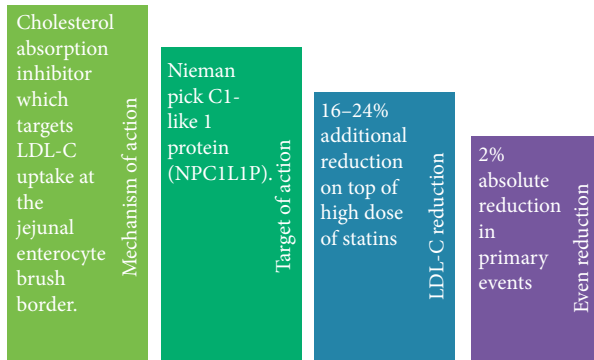 Cholesterol
absorption
inhibitor
which
targets
LDL-C
uptake at
the
jejunal
enterocyte
brush
border.
Mechanism of action
Nieman
pick C1-
like 1
protein
(NPC1L1P).
Target of action
16–24%
additional
reduction
on top of
high dose
of statins
LDL-C reduction
2%
absolute
reduction
in
primary
events
Even reduction